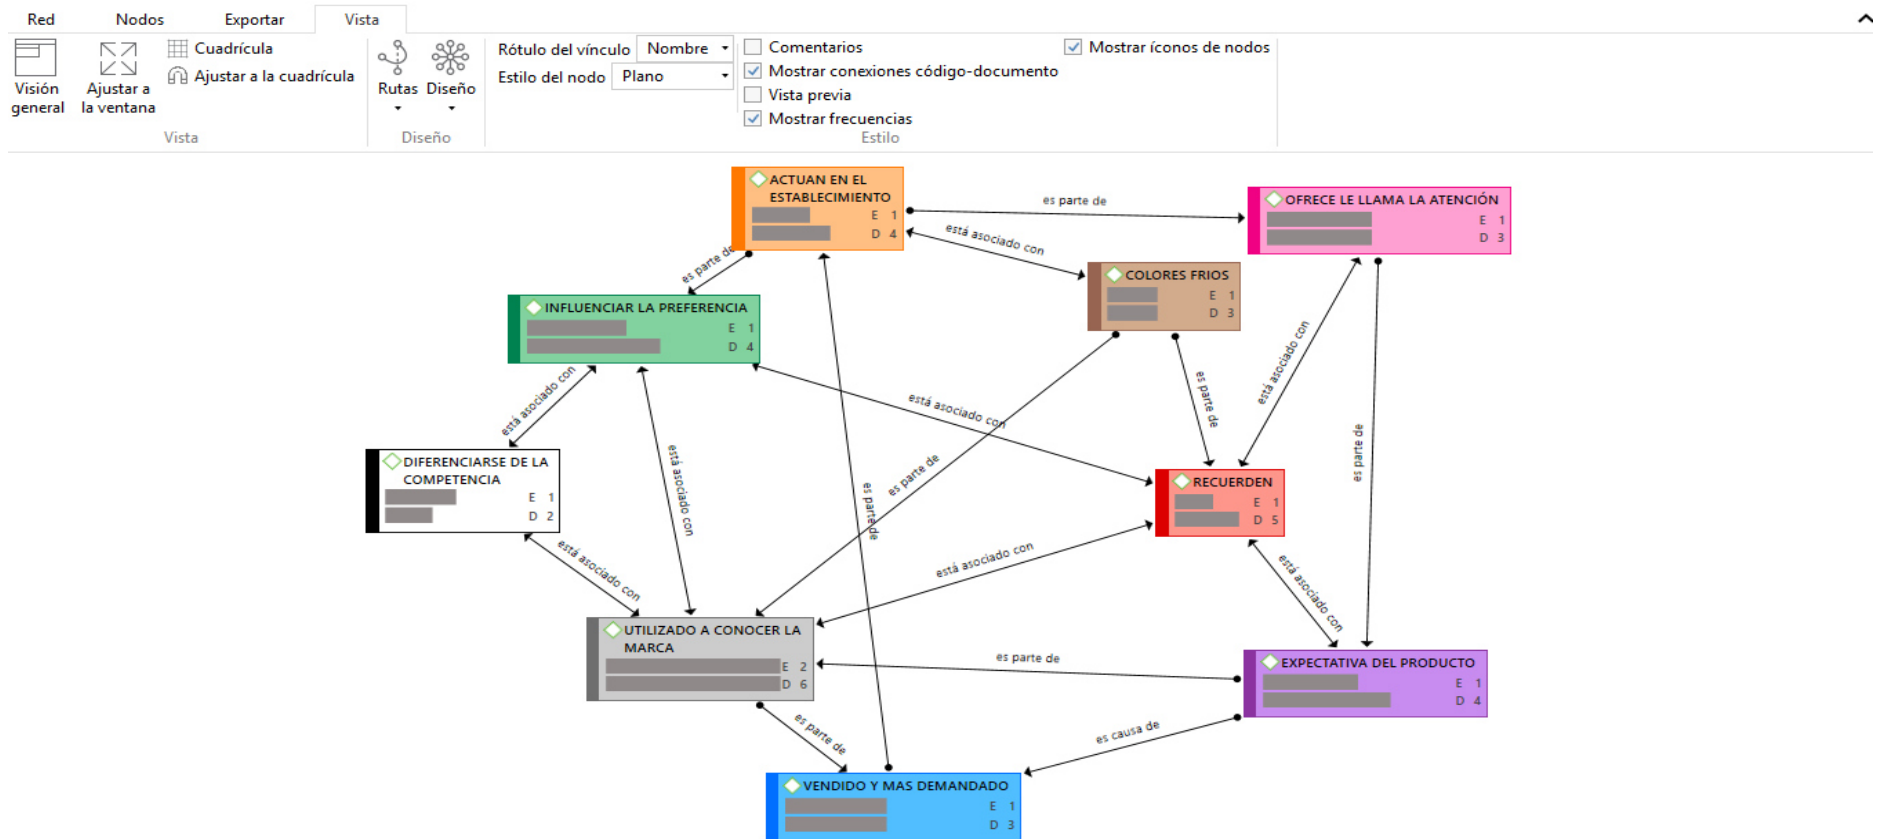 Red Nodos Exportar Vista
Visión general
Ajustar a la ventana
Cuadrícula
Ajustar a la cuadrícula
Vista
Rutas
Diseño
Diseño
Rótulo del vínculo Nombre
Estilo del nodo Plano
Comentarios
Mostrar conexiones código-documento
Vista previa
Mostrar frecuencias
Mostrar íconos de nodos
Estilo
ACTUAN EN EL
ESTABLECIMIENTO
E 1
D 4
es parte de
OFRECE LE LLAMA LA ATENCIÓN
E 1
D 3
está asociado con
es parte de
COLORES FRIOS
E 1
D 3
INFLUENCIAR LA PREFERENCIA
E 1
D 4
está asociado con
está asociado con
es parte de
está asociado con
es parte de
DIFERENCIARSE DE LA
COMPETENCIA
E 1
D 2
está asociado con
es parte de
es parte de
RECUERDEN
E 1
D 5
está asociado con
está asociado con
está asociado con
UTILIZADO A CONOCER LA
MARCA
E 2
D 6
es parte de
EXPECTATIVA DEL PRODUCTO
E 1
D 4
es parte de
es causa de
VENDIDO Y MAS DEMANDADO
E 1
D 3